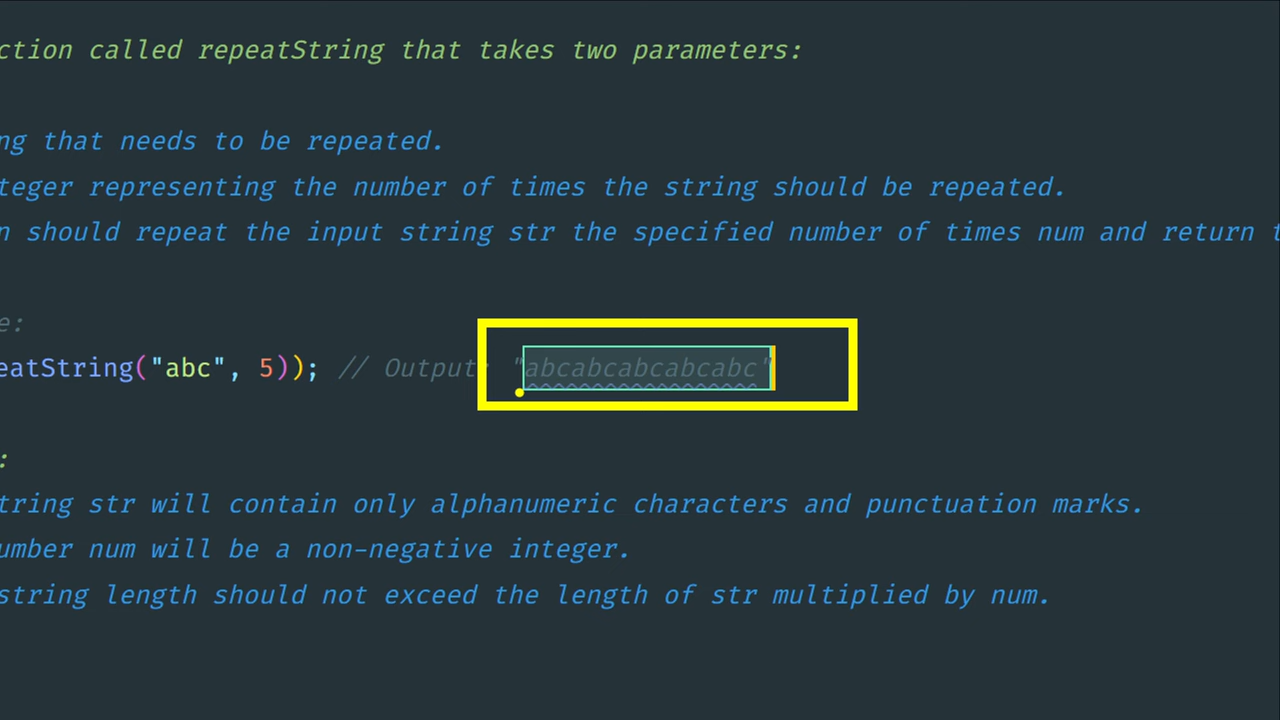 ction called repeatString that takes two parameters:
ng that needs to be repeated.
teger representing the number of times the string should be repeated.
n should repeat the input string str the specified number of times num and return t
e:
eatString("abc", 5)); // Output: "abcabcabcabcabc"
:
tring str will contain only alphanumeric characters and punctuation marks.
umber num will be a non-negative integer.
string length should not exceed the length of str multiplied by num.